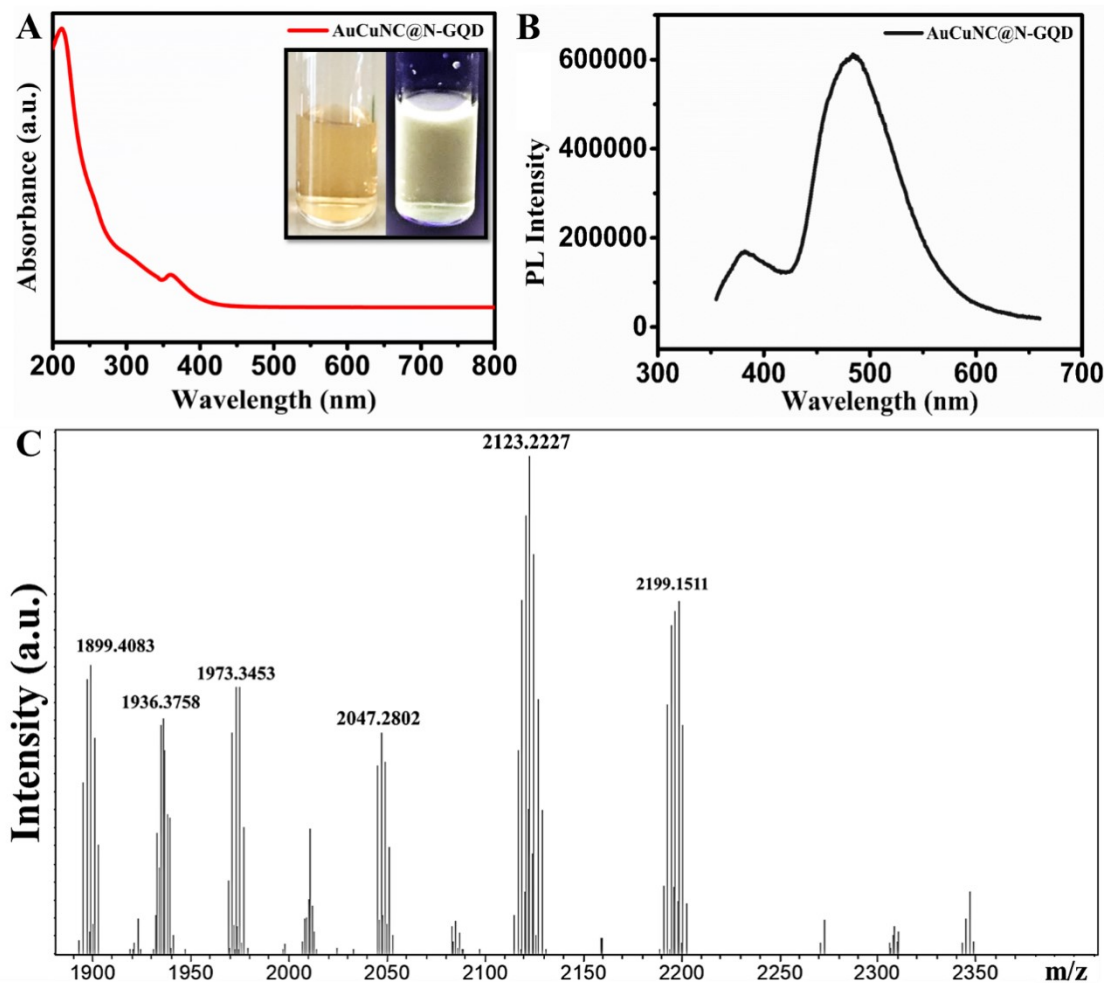 A
AuCuNC@N-GQD
Absorbance (a.u.)
200 300 400 500 600 700 800
Wavelength (nm)
B
AuCuNC@N-GQD
PL Intensity
600000
400000
200000
0
300 400 500 600 700
Wavelength (nm)
C
Intensity (a.u.)
1899.4083
1936.3758
1973.3453
2047.2802
2123.2227
2199.1511
1900 1950 2000 2050 2100 2150 2200 2250 2300 2350 m/z